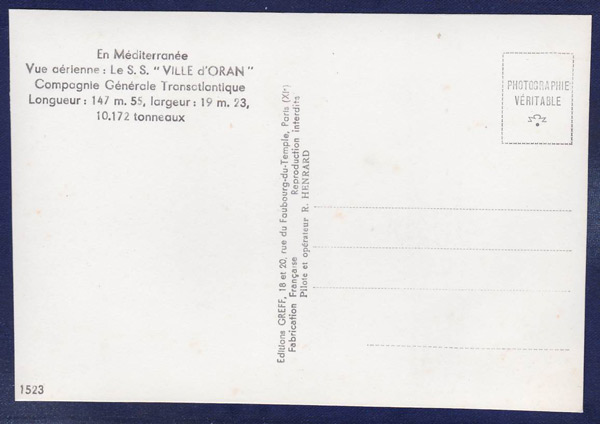 En Méditerranée
Vue aérienne : Le S. S. "VILLE d'ORAN"
Compagnie Générale Transatlantique
Longueur : 147 m. 55, largeur : 19 m. 23,
10.172 tonneaux
Editions GREFF, 18 et 20, rue du Faubourg-du-Temple, Paris (XIe)
Fabrication Française Reproduction interdits
Pilote et opérateur R. HENRARD
PHOTOGRAPHIE
VÉRITABLE
1523